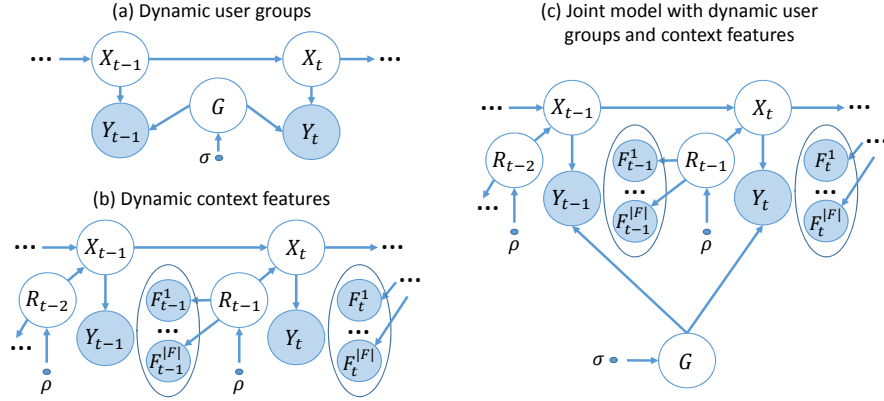 (a) Dynamic user groups
... X_{t−1} X_t ...
G
Y_{t−1} Y_t
σ
(b) Dynamic context features
... X_{t−1} X_t ...
R_{t−2} F^1_{t−1} R_{t−1} F^1_t ...
... Y_{t−1} ... Y_t ...
F^{|F|}_{t−1} F^{|F|}_t
ρ ρ
(c) Joint model with dynamic user
groups and context features
... X_{t−1} X_t ...
R_{t−2} F^1_{t−1} R_{t−1} F^1_t ...
... Y_{t−1} ... Y_t ...
F^{|F|}_{t−1} F^{|F|}_t
ρ ρ
σ G